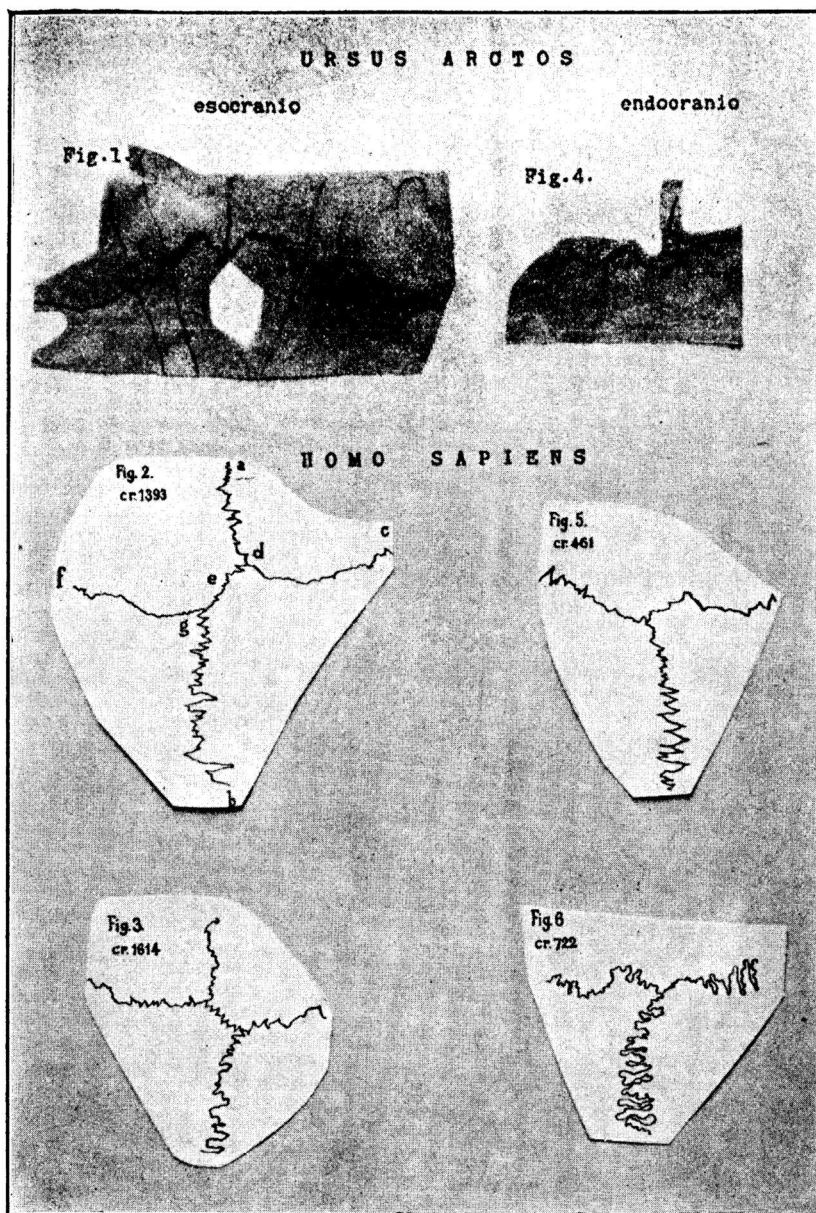 URSUS ARCTOS
esocranio
endocranio
Fig.1.
Fig.4.
HOMO SAPIENS
Fig. 2.
cr.1393
a
c
d
e
f
g
b
Fig. 5.
cr.461
Fig.3.
cr.1614
Fig.6
cr.722